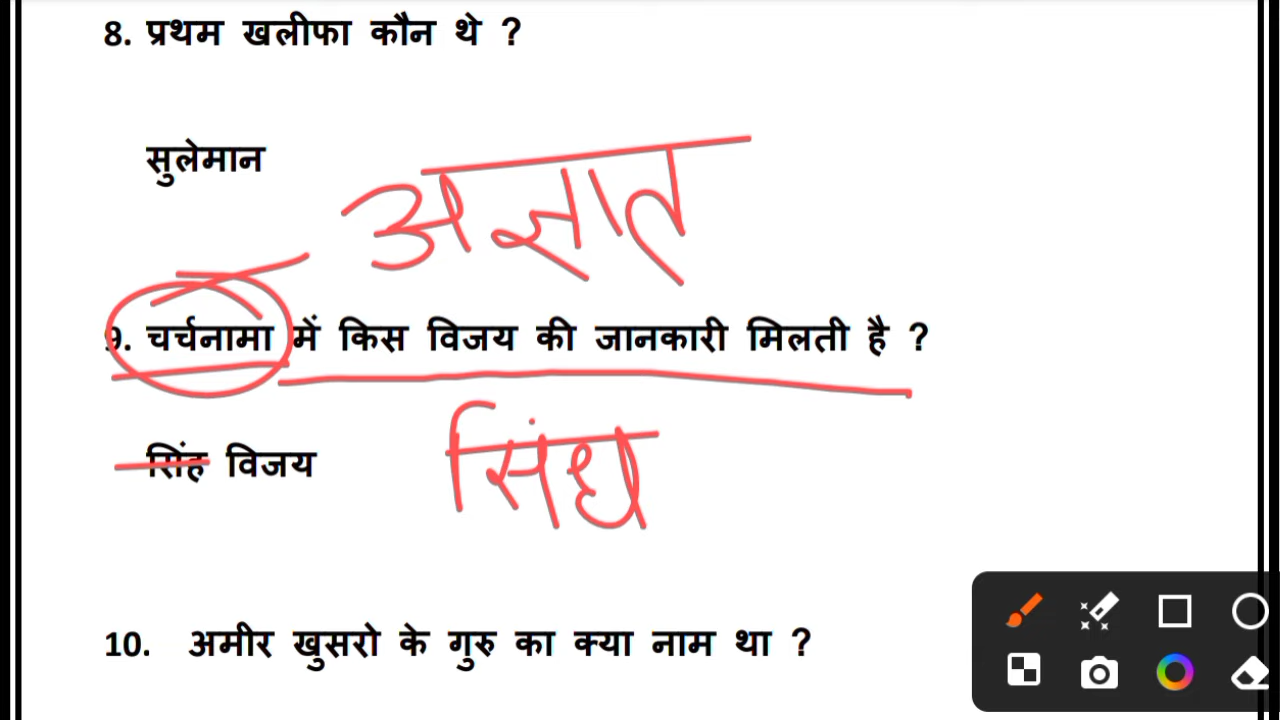 8. प्रथम खलीफा कौन थे ?
सुलेमान
अज्ञात
9. चर्चनामा में किस विजय की जानकारी मिलती है ?
सिंह विजय
सिंध
10. अमीर खुसरो के गुरु का क्या नाम था ?